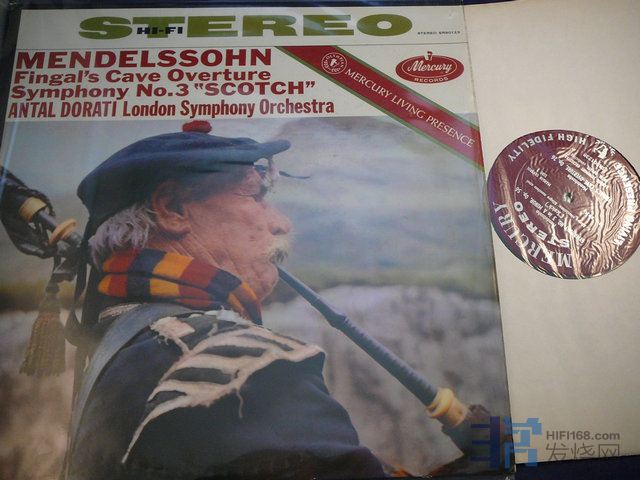 STEREO
HI-FI
STEREO SR90123
MENDELSSOHN
Fingal's Cave Overture
Symphony No.3 "SCOTCH"
ANTAL DORATI London Symphony Orchestra
Mercury
RECORDS
MERCURY LIVING PRESENCE
HIGH FIDELITY
MERCURY
STEREO
HIFI168.com
发烧网